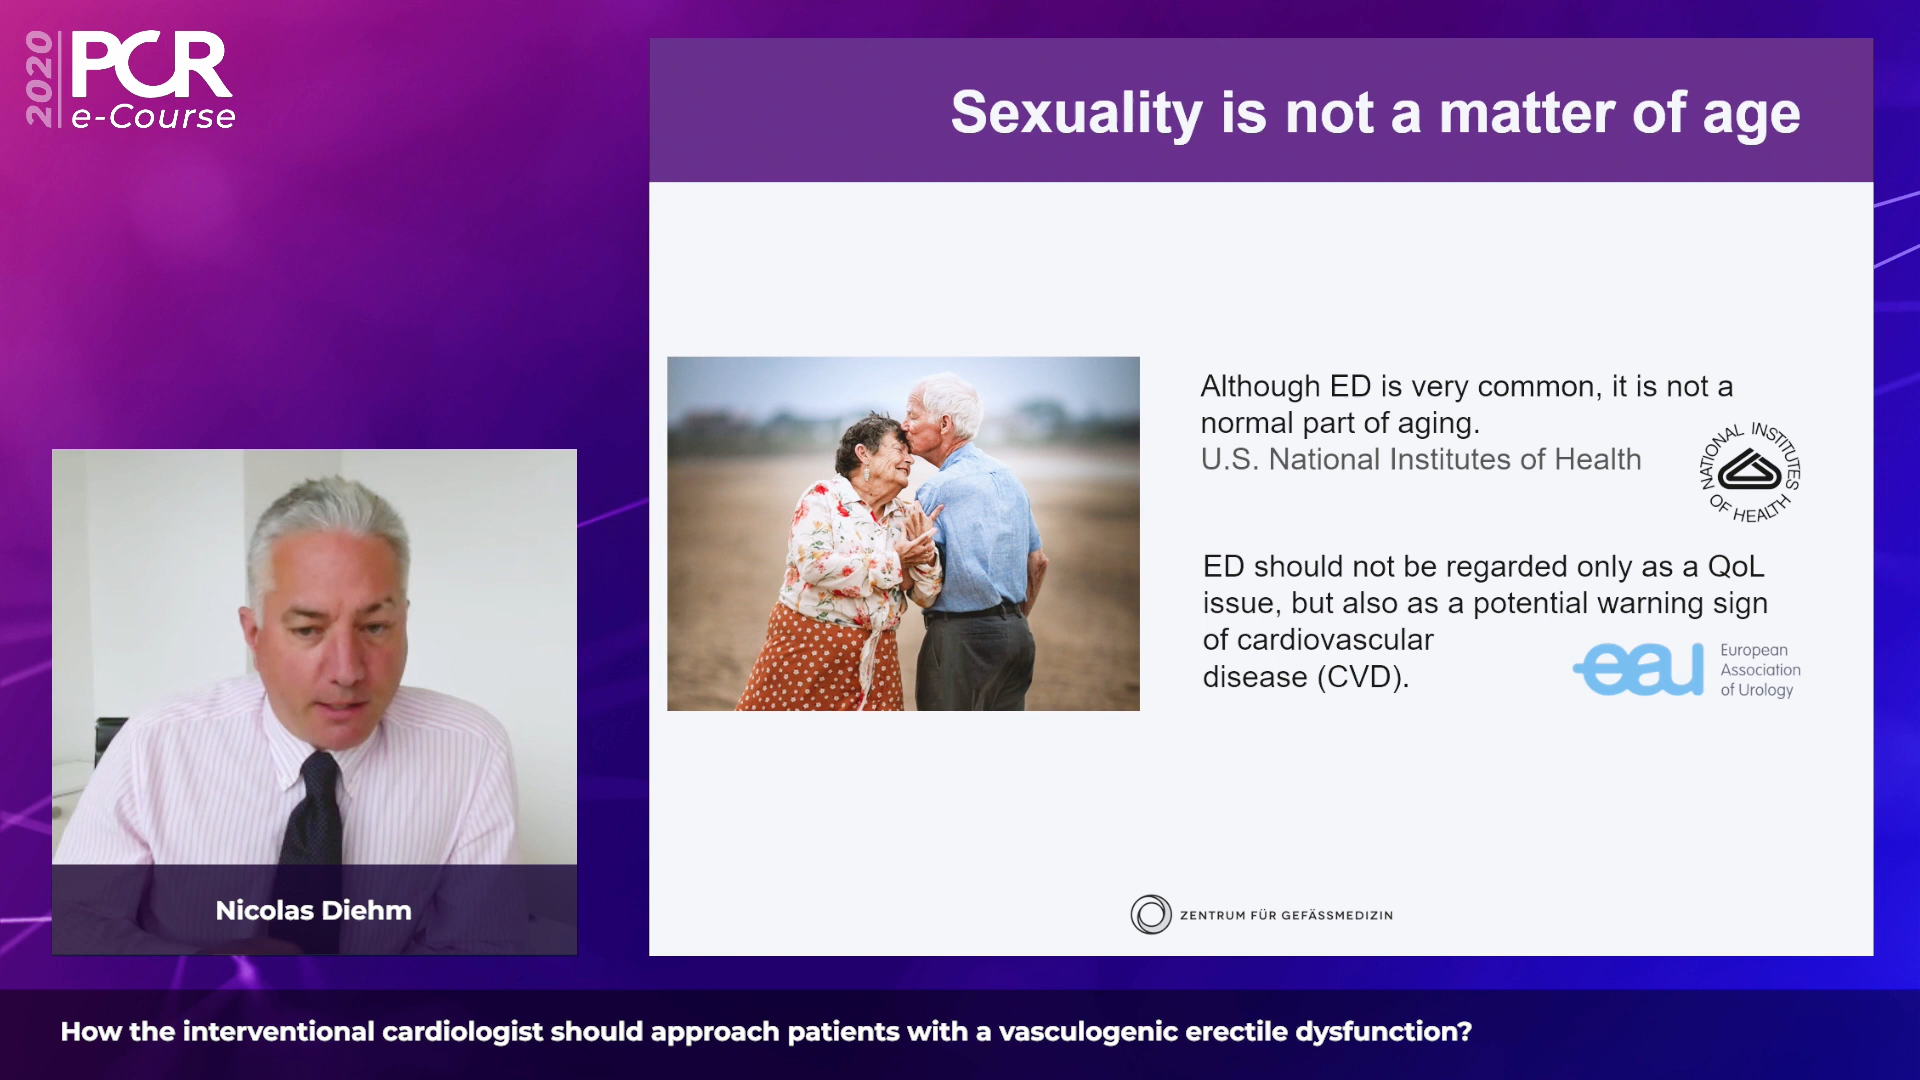 2020
PCR
e-Course
Sexuality is not a matter of age
Although ED is very common, it is not a
normal part of aging.
U.S. National Institutes of Health
NATIONAL INSTITUTES
OF HEALTH
ED should not be regarded only as a QoL
issue, but also as a potential warning sign
of cardiovascular
disease (CVD).
eau
European
Association
of Urology
Nicolas Diehm
ZENTRUM FÜR GEFÄSSMEDIZIN
How the interventional cardiologist should approach patients with a vasculogenic erectile dysfunction?